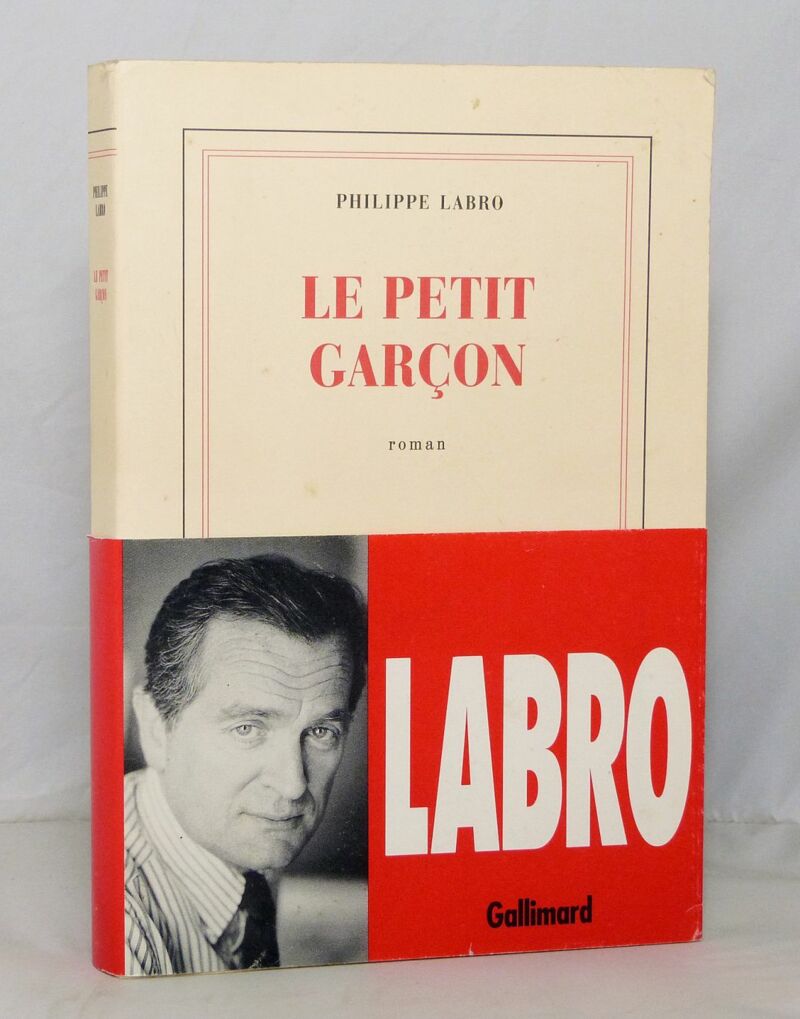 PHILIPPE LABRO
LE PETIT
GARÇON
roman
PHILIPPE
LABRO
LE PETIT
GARÇON
LABRO
Gallimard